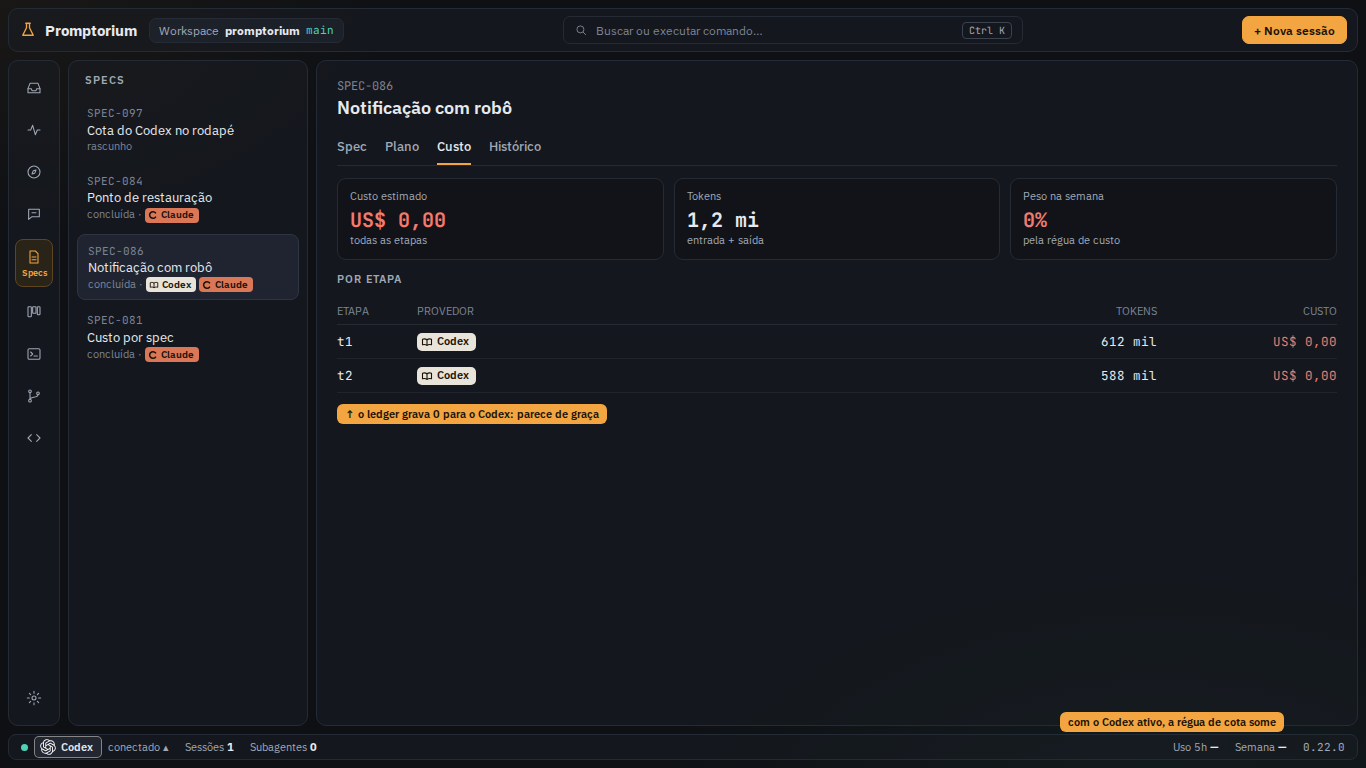 Promptorium
Workspace promptorium main
Buscar ou executar comando...
Ctrl K
+ Nova sessão
Specs
SPECS
SPEC-097
Cota do Codex no rodapé
rascunho
SPEC-084
Ponto de restauração
concluída · Claude
SPEC-086
Notificação com robô
concluída · Codex Claude
SPEC-081
Custo por spec
concluída · Claude
SPEC-086
Notificação com robô
Spec Plano Custo Histórico
Custo estimado
US$ 0,00
todas as etapas
Tokens
1,2 mi
entrada + saída
Peso na semana
0%
pela régua de custo
POR ETAPA
ETAPA PROVEDOR TOKENS CUSTO
t1 Codex 612 mil US$ 0,00
t2 Codex 588 mil US$ 0,00
↑ o ledger grava 0 para o Codex: parece de graça
com o Codex ativo, a régua de cota some
Codex conectado ▴ Sessões 1 Subagentes 0 Uso 5h — Semana — 0.22.0